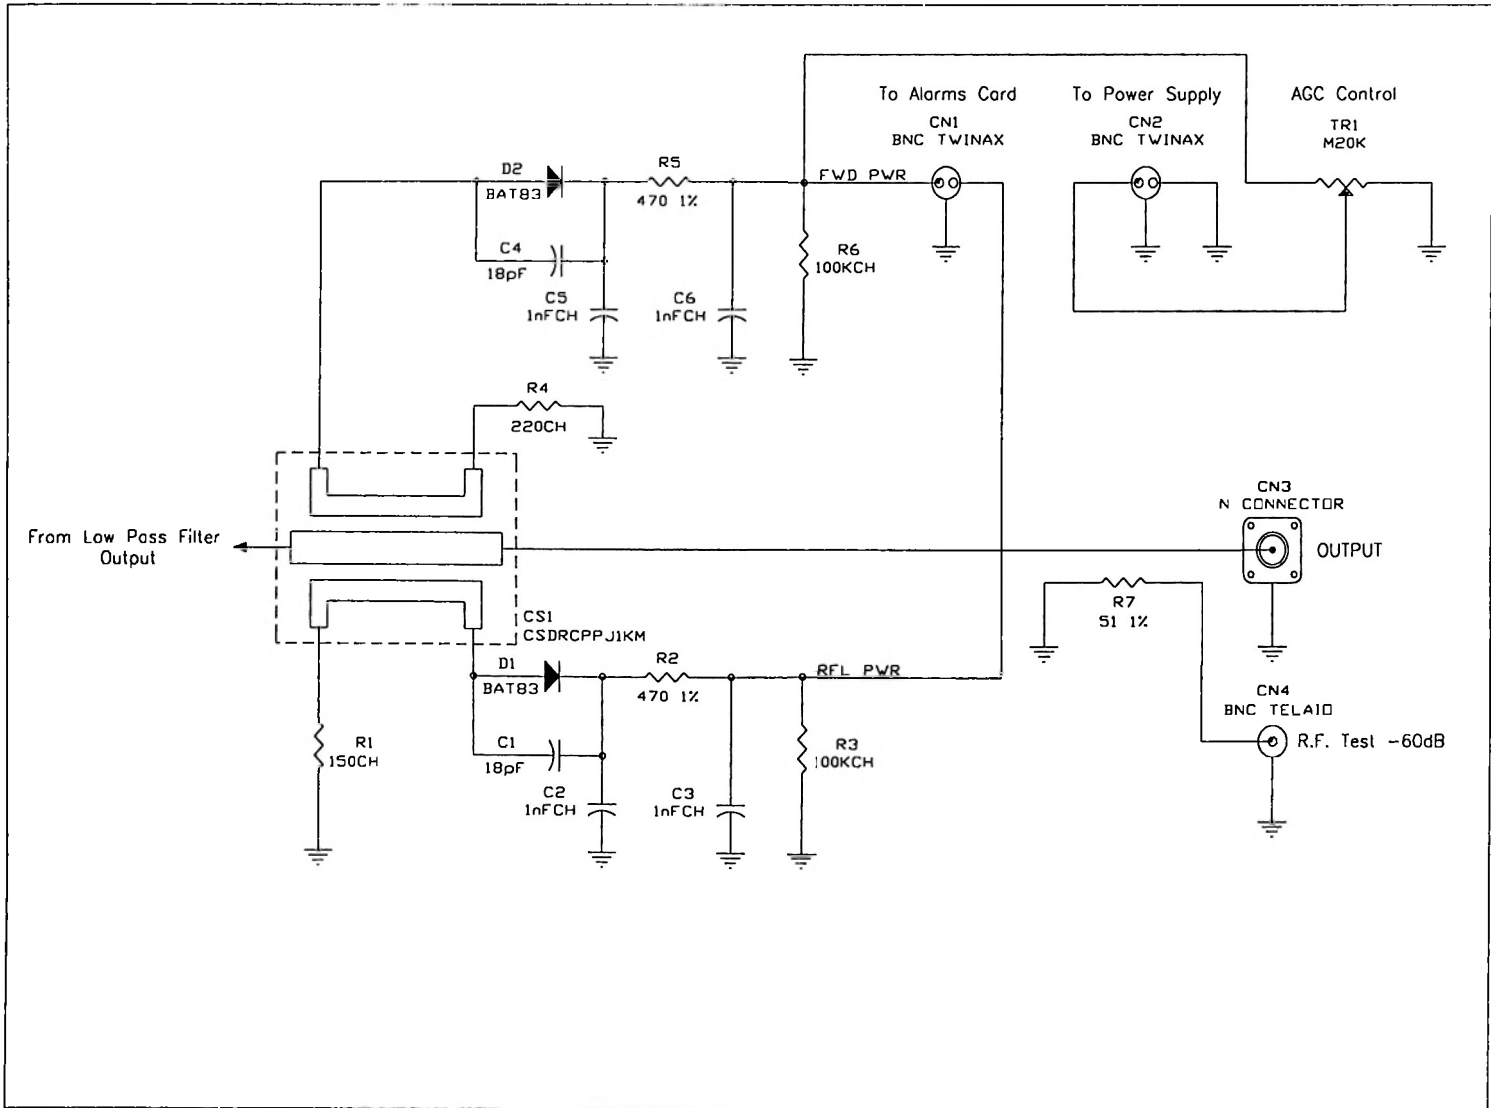 To Alarms Card
CN1
BNC TWINAX
To Power Supply
CN2
BNC TWINAX
AGC Control
TR1
M20K
D2
BAT83
R5
470 1%
FWD PWR
C4
18pF
R6
100KCH
C5
1nFCH
C6
1nFCH
R4
220CH
From Low Pass Filter
Output
CN3
N CONNECTOR
OUTPUT
R7
51 1%
CS1
CSDRCPPJ1KM
D1
BAT83
R2
470 1%
RFL PWR
CN4
BNC TELAIO
R.F. Test -60dB
R1
150CH
C1
18pF
R3
100KCH
C2
1nFCH
C3
1nFCH